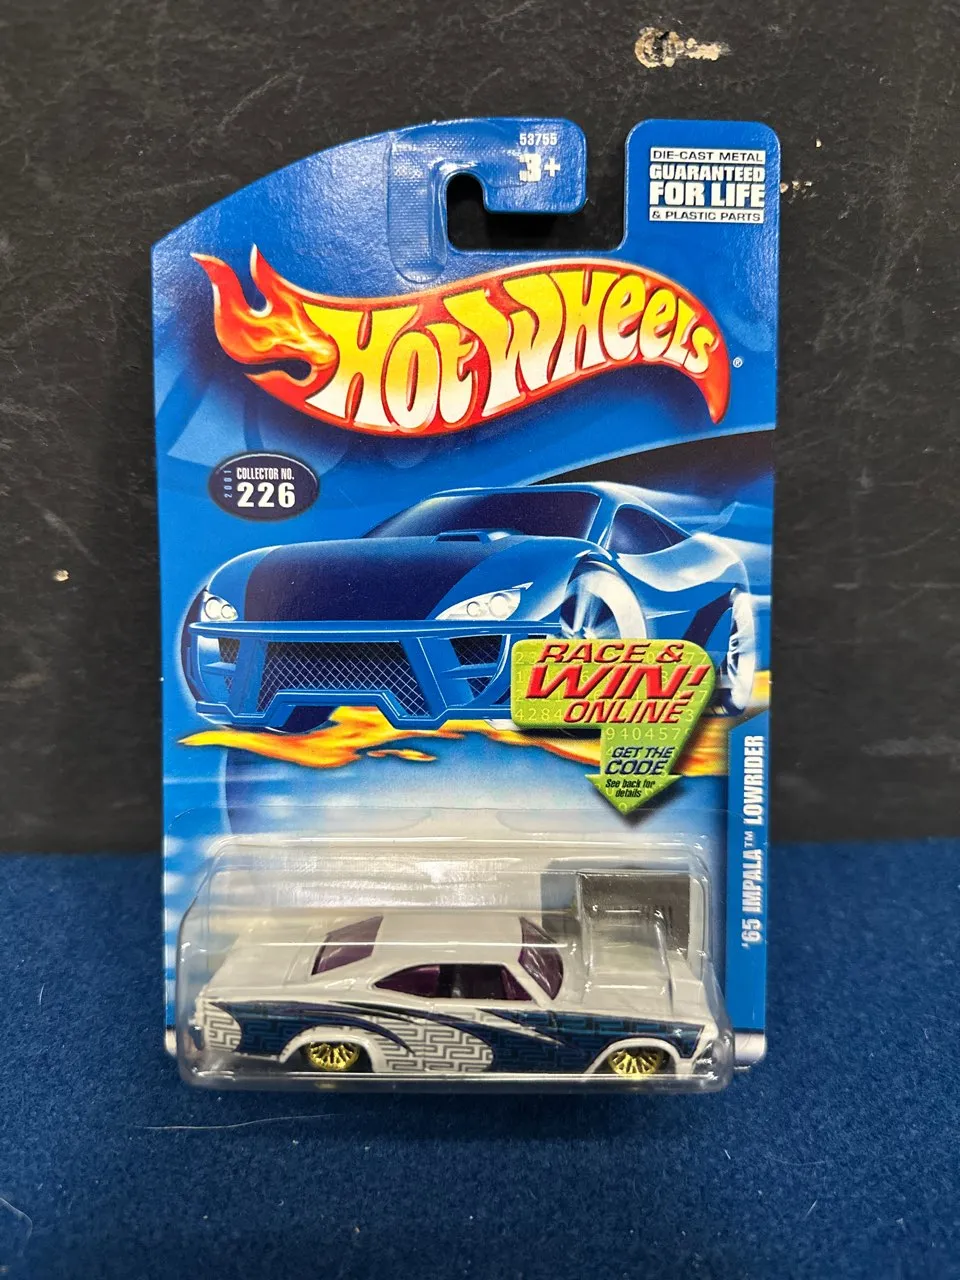 53755
3+
DIE-CAST METAL
GUARANTEED
FOR LIFE
& PLASTIC PARTS
HOT WHEELS
®
2001
COLLECTOR NO.
226
RACE &
WIN!
ONLINE
GET THE
CODE
See back for
details
'65 IMPALA™ LOWRIDER